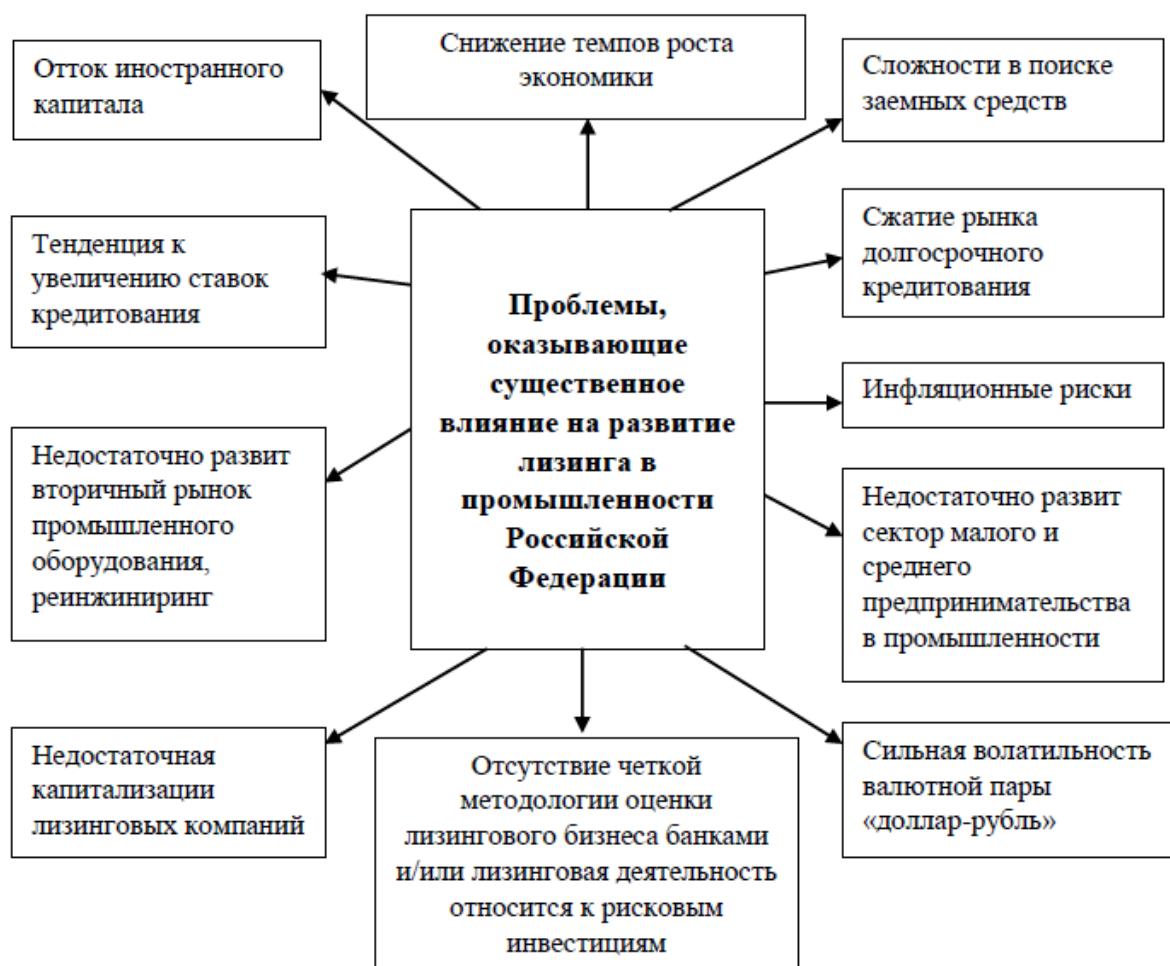 Отток иностранного
капитала
Снижение темпов роста
экономики
Сложности в поиске
заемных средств
Тенденция к
увеличению ставок
кредитования
Сжатие рынка
долгосрочного
кредитования
Проблемы,
оказывающие
существенное
влияние на развитие
лизинга в
промышленности
Российской
Федерации
Инфляционные риски
Недостаточно развит
вторичный рынок
промышленного
оборудования,
реинжиниринг
Недостаточно развит
сектор малого и
среднего
предпринимательства
в промышленности
Недостаточная
капитализации
лизинговых компаний
Отсутствие четкой
методологии оценки
лизингового бизнеса банками
и/или лизинговая деятельность
относится к рисковым
инвестициям
Сильная волатильность
валютной пары
«доллар-рубль»